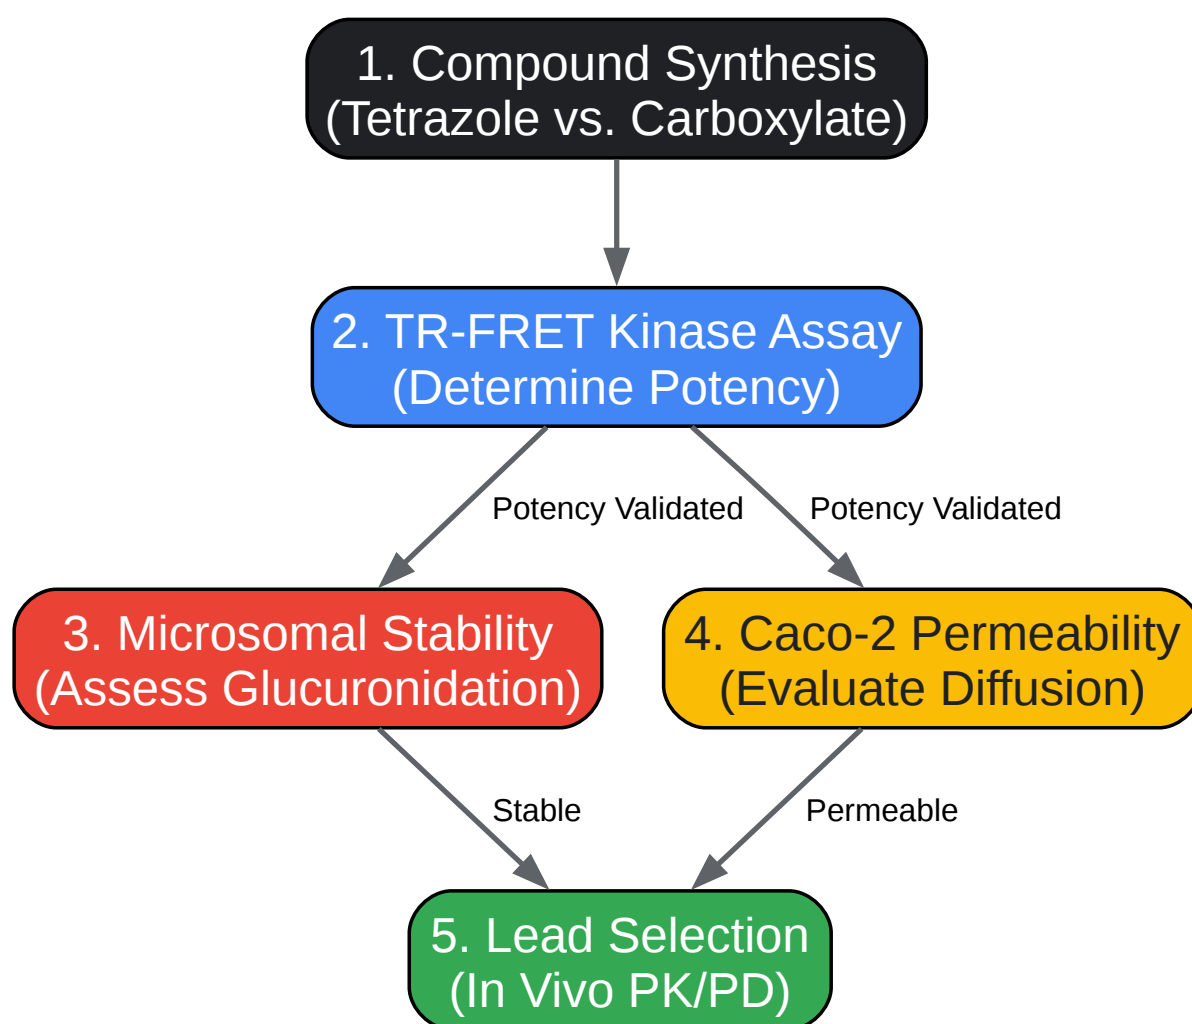 1. Compound Synthesis
(Tetrazole vs. Carboxylate)
2. TR-FRET Kinase Assay
(Determine Potency)
Potency Validated
Potency Validated
3. Microsomal Stability
(Assess Glucuronidation)
4. Caco-2 Permeability
(Evaluate Diffusion)
Stable
Permeable
5. Lead Selection
(In Vivo PK/PD)